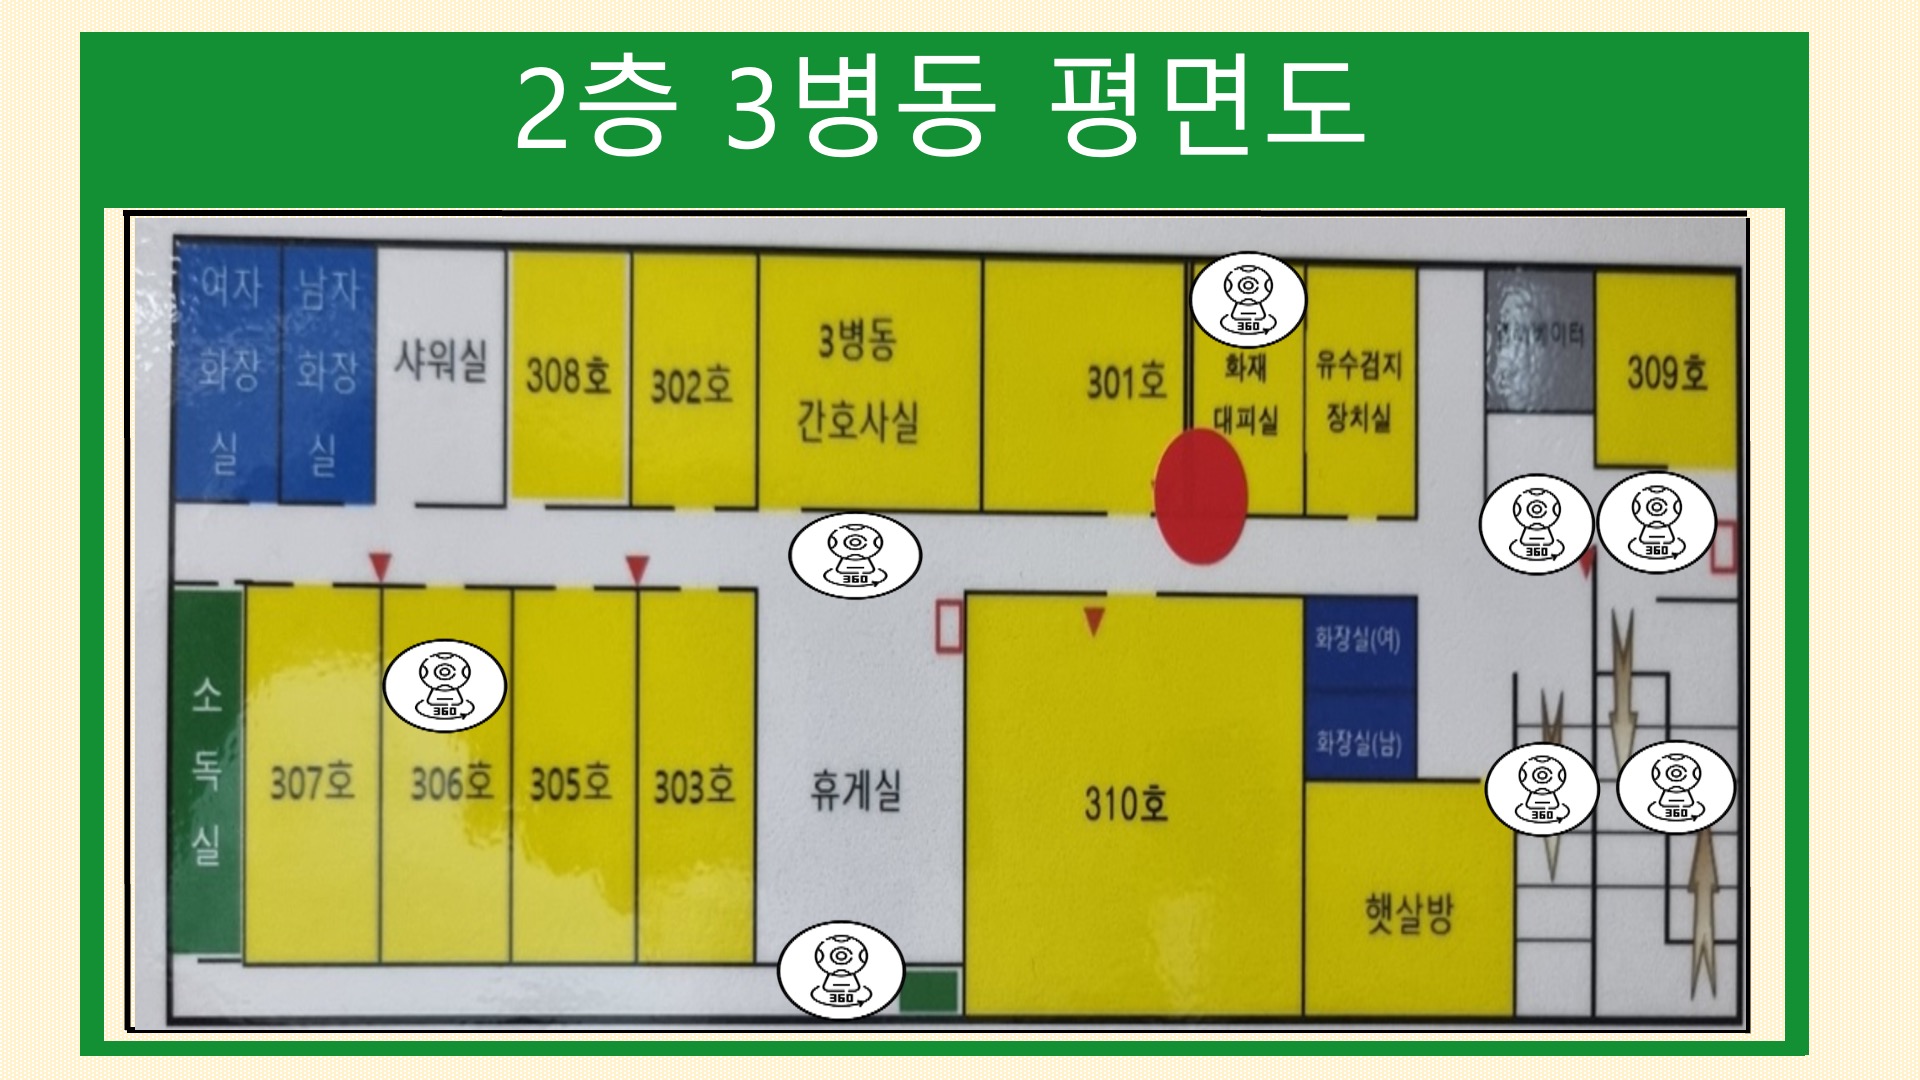 2층 3병동 평면도
여자
화장
실
남자
화장
실
샤워실
308호
302호
3병동
간호사실
301호
360
화재
대피실
유수검지
장치실
309호
360
360
360
소
독
실
307호
360
306호
305호
303호
휴게실
310호
화장실(여)
화장실(남)
360
360
햇살방
360